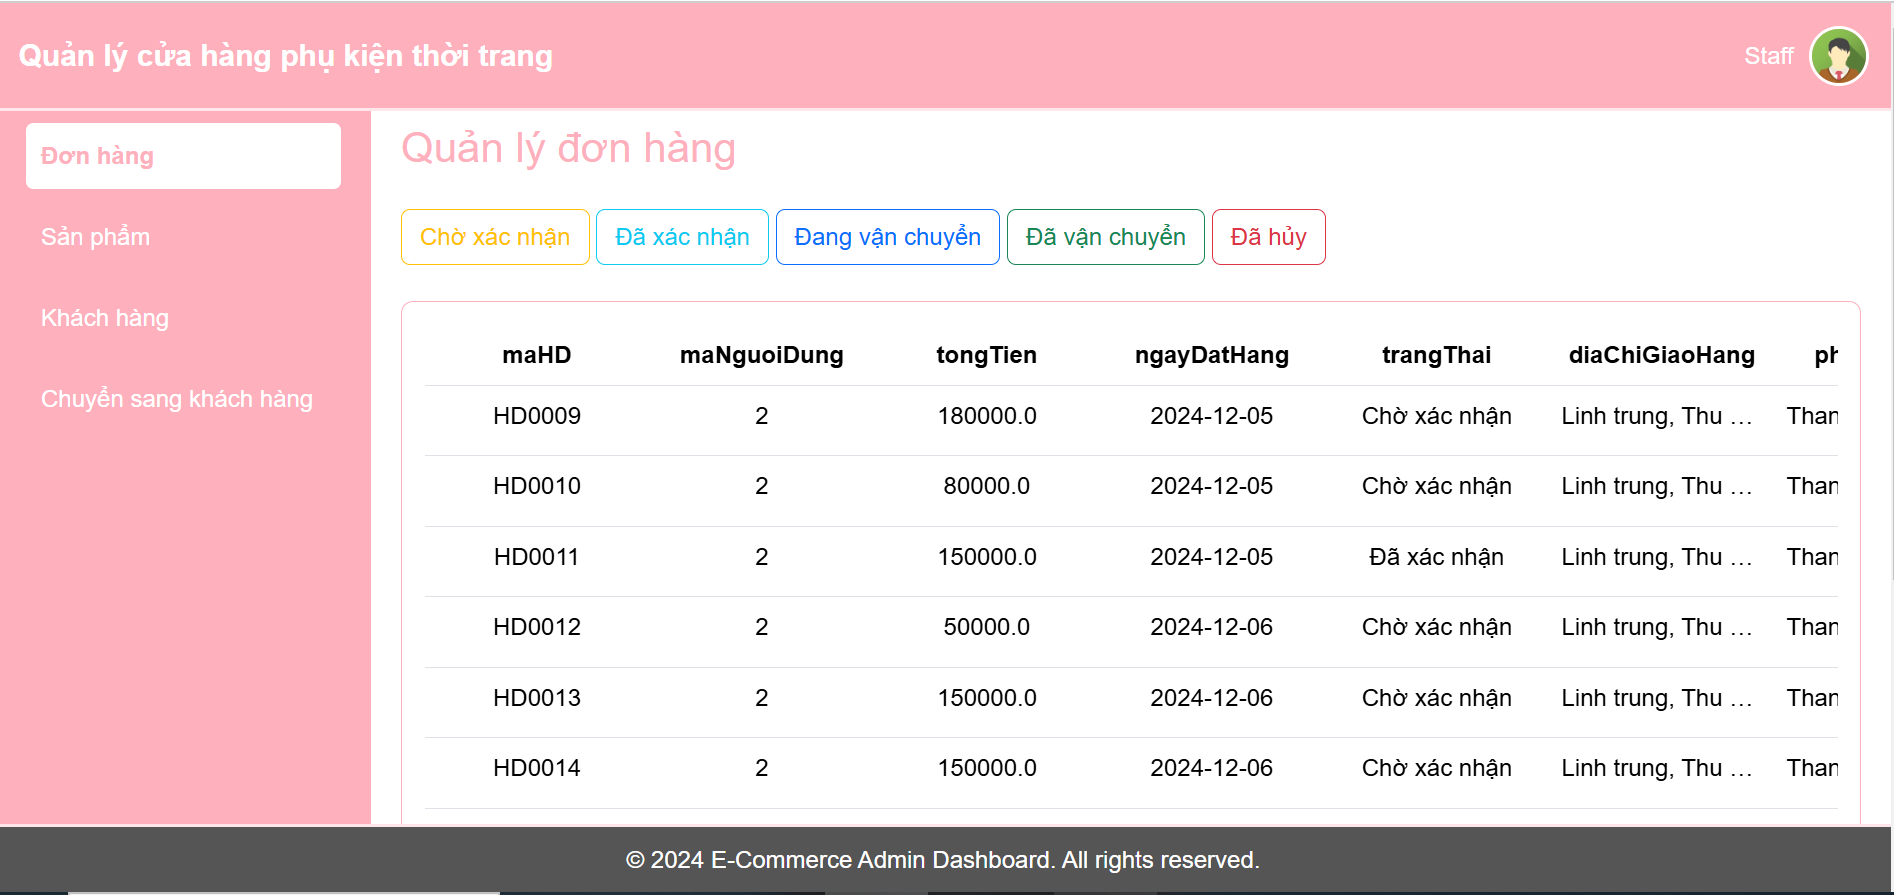 Quản lý cửa hàng phụ kiện thời trang
Staff
Đơn hàng
Sản phẩm
Khách hàng
Chuyển sang khách hàng
Quản lý đơn hàng
Chờ xác nhận Đã xác nhận Đang vận chuyển Đã vận chuyển Đã hủy
maHD maNguoiDung tongTien ngayDatHang trangThai diaChiGiaoHang ph
HD0009 2 180000.0 2024-12-05 Chờ xác nhận Linh trung, Thu … Than
HD0010 2 80000.0 2024-12-05 Chờ xác nhận Linh trung, Thu … Than
HD0011 2 150000.0 2024-12-05 Đã xác nhận Linh trung, Thu … Than
HD0012 2 50000.0 2024-12-06 Chờ xác nhận Linh trung, Thu … Than
HD0013 2 150000.0 2024-12-06 Chờ xác nhận Linh trung, Thu … Than
HD0014 2 150000.0 2024-12-06 Chờ xác nhận Linh trung, Thu … Than
© 2024 E-Commerce Admin Dashboard. All rights reserved.